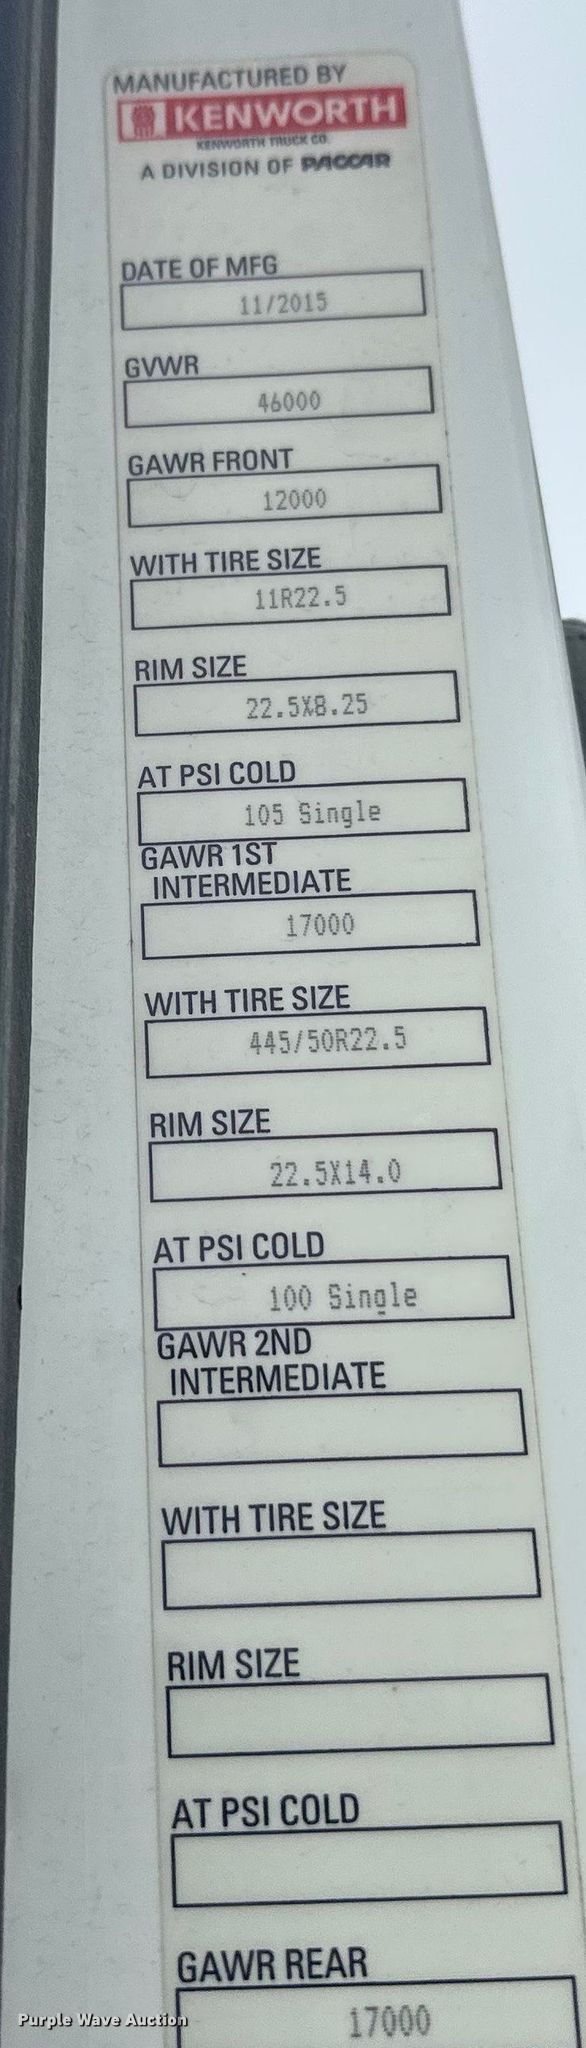 MANUFACTURED BY
KENWORTH
KENWORTH TRUCK CO.
A DIVISION OF PACCAR
DATE OF MFG
11/2015
GVWR
46000
GAWR FRONT
12000
WITH TIRE SIZE
11R22.5
RIM SIZE
22.5X8.25
AT PSI COLD
105 Single
GAWR 1ST
INTERMEDIATE
17000
WITH TIRE SIZE
445/50R22.5
RIM SIZE
22.5X14.0
AT PSI COLD
100 Single
GAWR 2ND
INTERMEDIATE
WITH TIRE SIZE
RIM SIZE
AT PSI COLD
GAWR REAR
17000
Purple Wave Auction